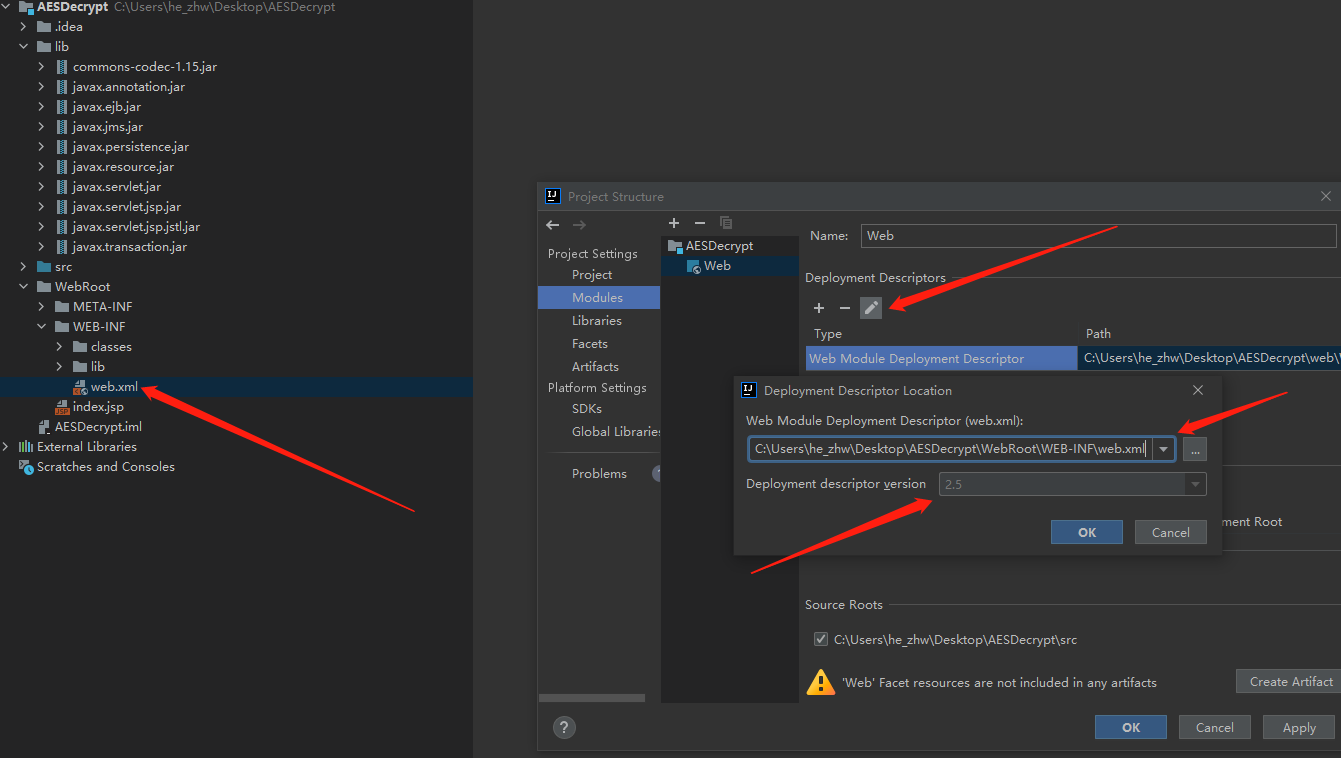 AESDecrypt C:\Users\he_zhw\Desktop\AESDecrypt
.idea
lib
commons-codec-1.15.jar
javax.annotation.jar
javax.ejb.jar
javax.jms.jar
javax.persistence.jar
javax.resource.jar
javax.servlet.jar
javax.servlet.jsp.jar
javax.servlet.jsp.jstl.jar
javax.transaction.jar
src
WebRoot
META-INF
WEB-INF
classes
lib
web.xml
index.jsp
AESDecrypt.iml
External Libraries
Scratches and Consoles
Project Structure
Project Settings
Project
Modules
Libraries
Facets
Artifacts
Platform Settings
SDKs
Global Libraries
Problems
AESDecrypt
Web
Name: Web
Deployment Descriptors
Type Path
Web Module Deployment Descriptor C:\Users\he_zhw\Desktop\AESDecrypt\web\
Deployment Descriptor Location
Web Module Deployment Descriptor (web.xml):
C:\Users\he_zhw\Desktop\AESDecrypt\WebRoot\WEB-INF\web.xml ...
Deployment descriptor version 2.5
OK Cancel
ment Root
Source Roots
C:\Users\he_zhw\Desktop\AESDecrypt\src
'Web' Facet resources are not included in any artifacts Create Artifact
? OK Cancel Apply